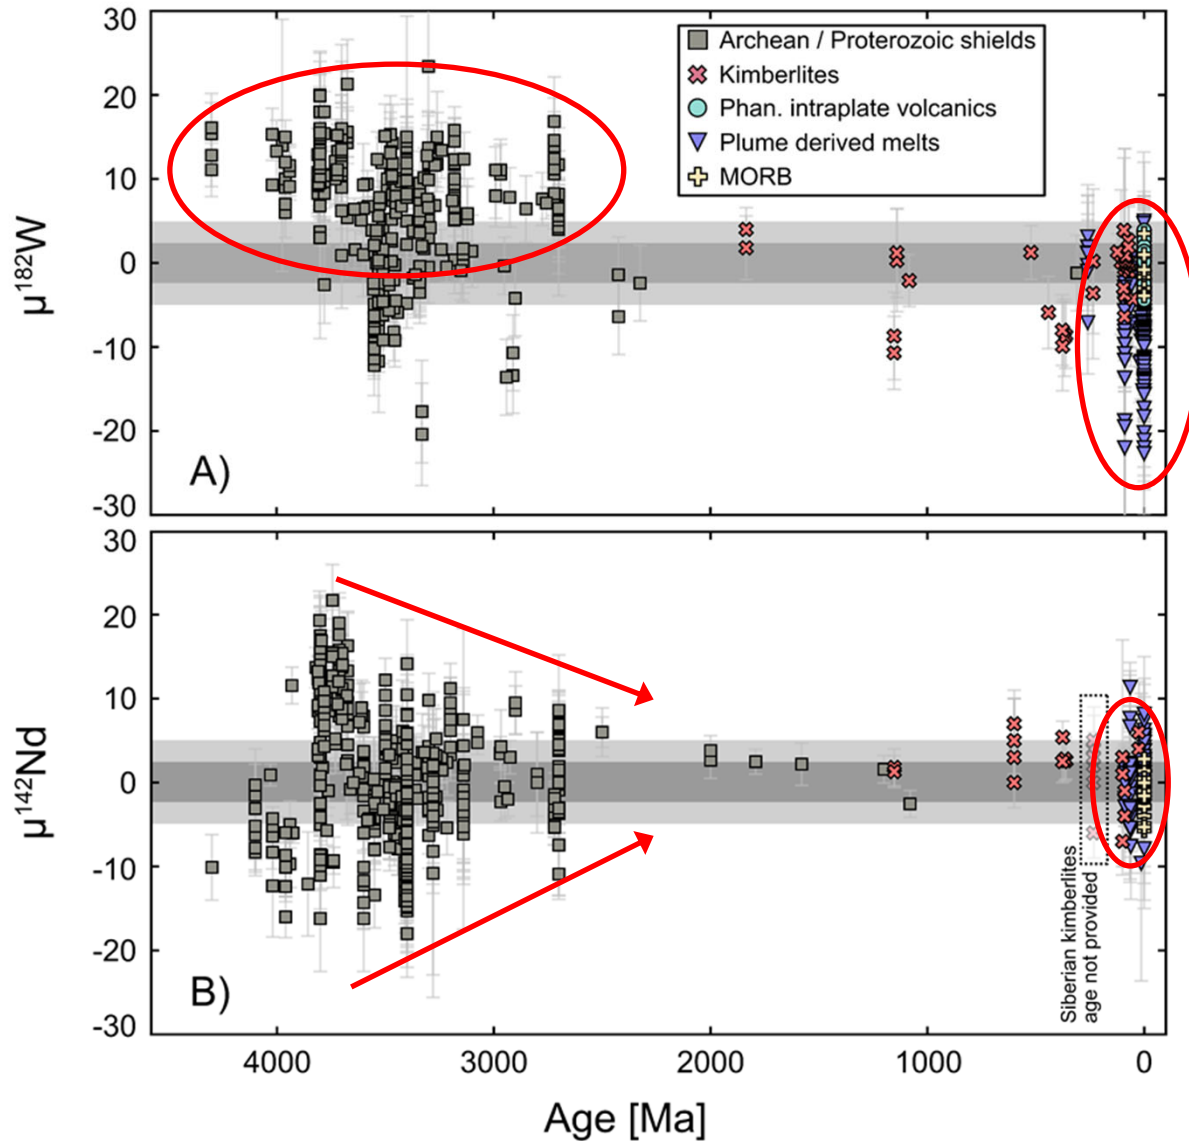 30
20
10
0
-10
-20
-30
μ¹⁸²W
Archean / Proterozoic shields
Kimberlites
Phan. intraplate volcanics
Plume derived melts
MORB
A)
30
20
10
0
-10
-20
-30
μ¹⁴²Nd
B)
Siberian kimberlites
age not provided
4000
3000
2000
1000
0
Age [Ma]